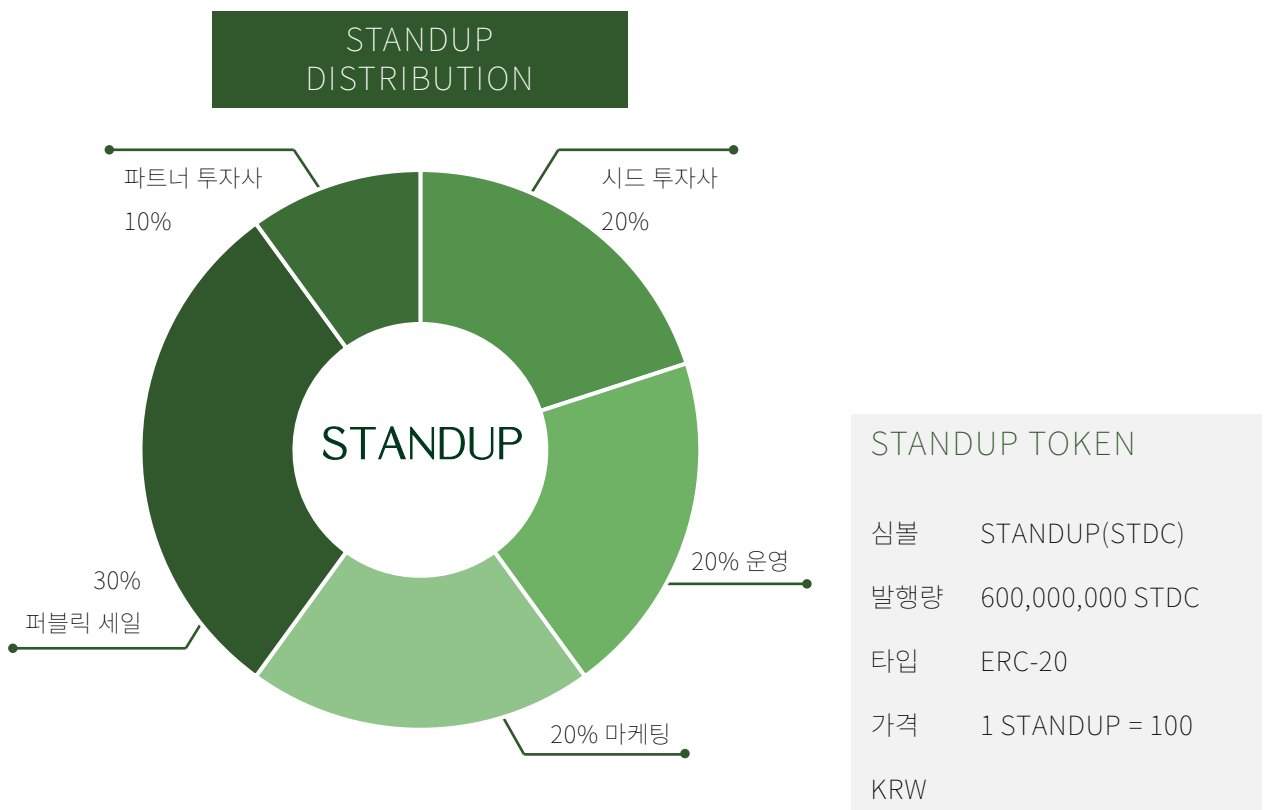 STANDUP
DISTRIBUTION
파트너 투자사
10%
시드 투자사
20%
STANDUP
20% 운영
30%
퍼블릭 세일
20% 마케팅
STANDUP TOKEN
심볼 STANDUP(STDC)
발행량 600,000,000 STDC
타입 ERC-20
가격 1 STANDUP = 100
KRW